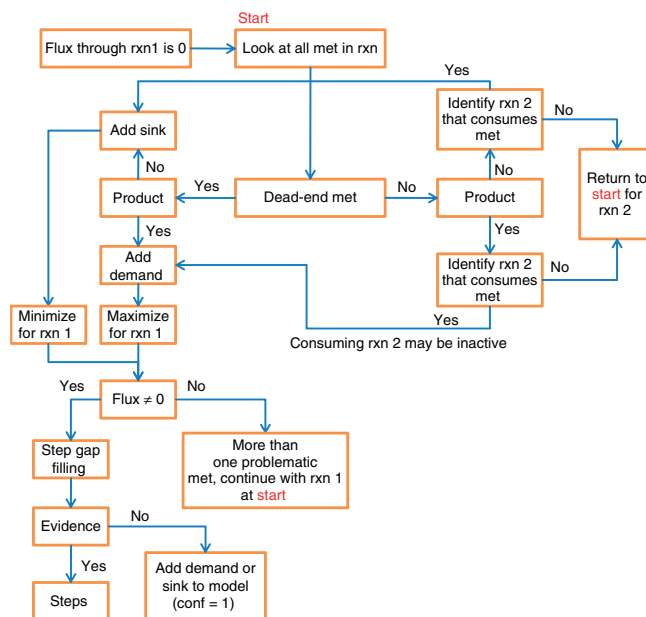 Start
Flux through rxn1 is 0
Look at all met in rxn
Yes
Identify rxn 2
that consumes
met
No
Add sink
No
No
Return to
start for
rxn 2
Product
Yes
Dead-end met
No
Product
Yes
Yes
Add
demand
Identify rxn 2
that consumes
met
No
Yes
Minimize
for rxn 1
Maximize
for rxn 1
Consuming rxn 2 may be inactive
Yes
Flux ≠ 0
No
Step gap
filling
More than
one problematic
met, continue with rxn 1
at start
Evidence
No
Yes
Add demand or
sink to model
(conf = 1)
Steps